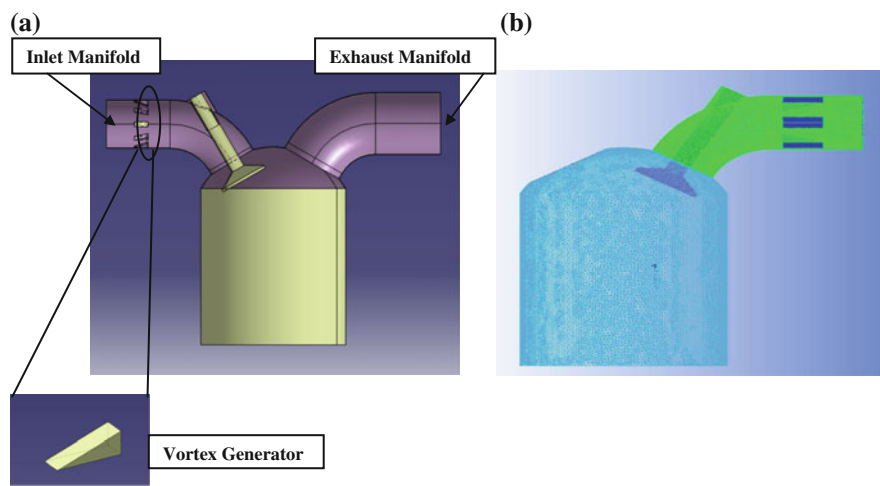 (a)
(b)
Inlet Manifold
Exhaust Manifold
Vortex Generator